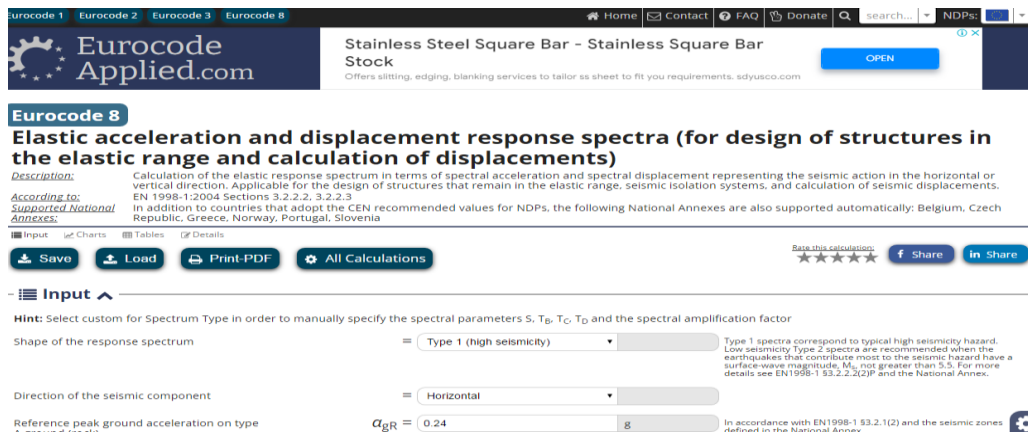 Eurocode 1 Eurocode 2 Eurocode 3 Eurocode 8 Home Contact FAQ Donate search... NDPs:
Eurocode
Applied.com
Stainless Steel Square Bar - Stainless Square Bar
Stock
Offers slitting, edging, blanking services to tailor ss sheet to fit you requirements. sdyusco.com
OPEN
Eurocode 8
Elastic acceleration and displacement response spectra (for design of structures in
the elastic range and calculation of displacements)
Description: Calculation of the elastic response spectrum in terms of spectral acceleration and spectral displacement representing the seismic action in the horizontal or
vertical direction. Applicable for the design of structures that remain in the elastic range, seismic isolation systems, and calculation of seismic displacements.
According to: EN 1998-1:2004 Sections 3.2.2.2, 3.2.2.3
Supported National In addition to countries that adopt the CEN recommended values for NDPs, the following National Annexes are also supported automatically: Belgium, Czech
Annexes: Republic, Greece, Norway, Portugal, Slovenia
Input Charts Tables Details
Save Load Print-PDF All Calculations Rate this calculation: f Share in Share
Input
Hint: Select custom for Spectrum Type in order to manually specify the spectral parameters S, TB, TC, TD and the spectral amplification factor
Shape of the response spectrum = Type 1 (high seismicity)
Type 1 spectra correspond to typical high seismicity hazard.
Low seismicity Type 2 spectra are recommended when the
earthquakes that contribute most to the seismic hazard have a
surface-wave magnitude, Ms, not greater than 5.5. For more
details see EN1998-1 §3.2.2.2(2)P and the National Annex.
Direction of the seismic component = Horizontal
Reference peak ground acceleration on type agR = 0.24 g In accordance with EN1998-1 §3.2.1(2) and the seismic zones
A ground (rock) defined in the National Annex